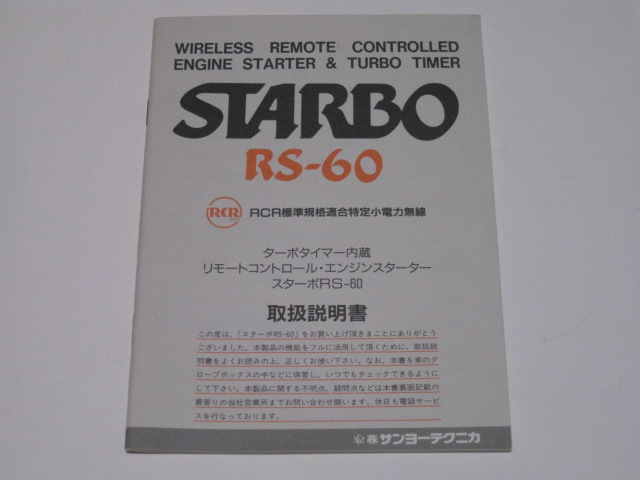 WIRELESS REMOTE CONTROLLED
ENGINE STARTER & TURBO TIMER
STARBO
RS-60
RCR RCR標準規格適合特定小電力無線
ターボタイマー内蔵
リモートコントロール・エンジンスターター
スターボRS-60
取扱説明書
この度は、「スターボRS-60」をお買い上げ頂きまことにありがとう
ございました。本製品の機能をフルに活用して頂くために、取扱説
明書をよくお読みの上、正しくお使い下さい。なお、本書を車のグ
ローブボックスの中などに保管し、いつでもチェックできるように
して下さい。本製品に関する不明点、疑問点などは本書裏面記載の
最寄りの当社営業所までお問い合わせ願います。休日も電話サービ
スを行なっております。
㈱サンヨーテクニカ